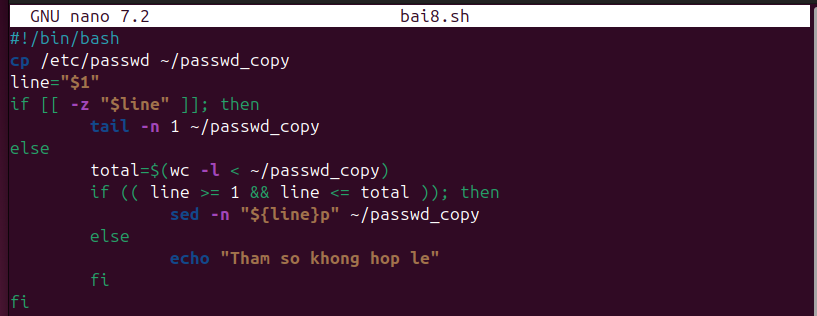 GNU nano 7.2 bai8.sh
#!/bin/bash
cp /etc/passwd ~/passwd_copy
line="$1"
if [[ -z "$line" ]]; then
        tail -n 1 ~/passwd_copy
else
        total=$(wc -l < ~/passwd_copy)
        if (( line >= 1 && line <= total )); then
                sed -n "${line}p" ~/passwd_copy
        else
                echo "Tham so khong hop le"
        fi
fi